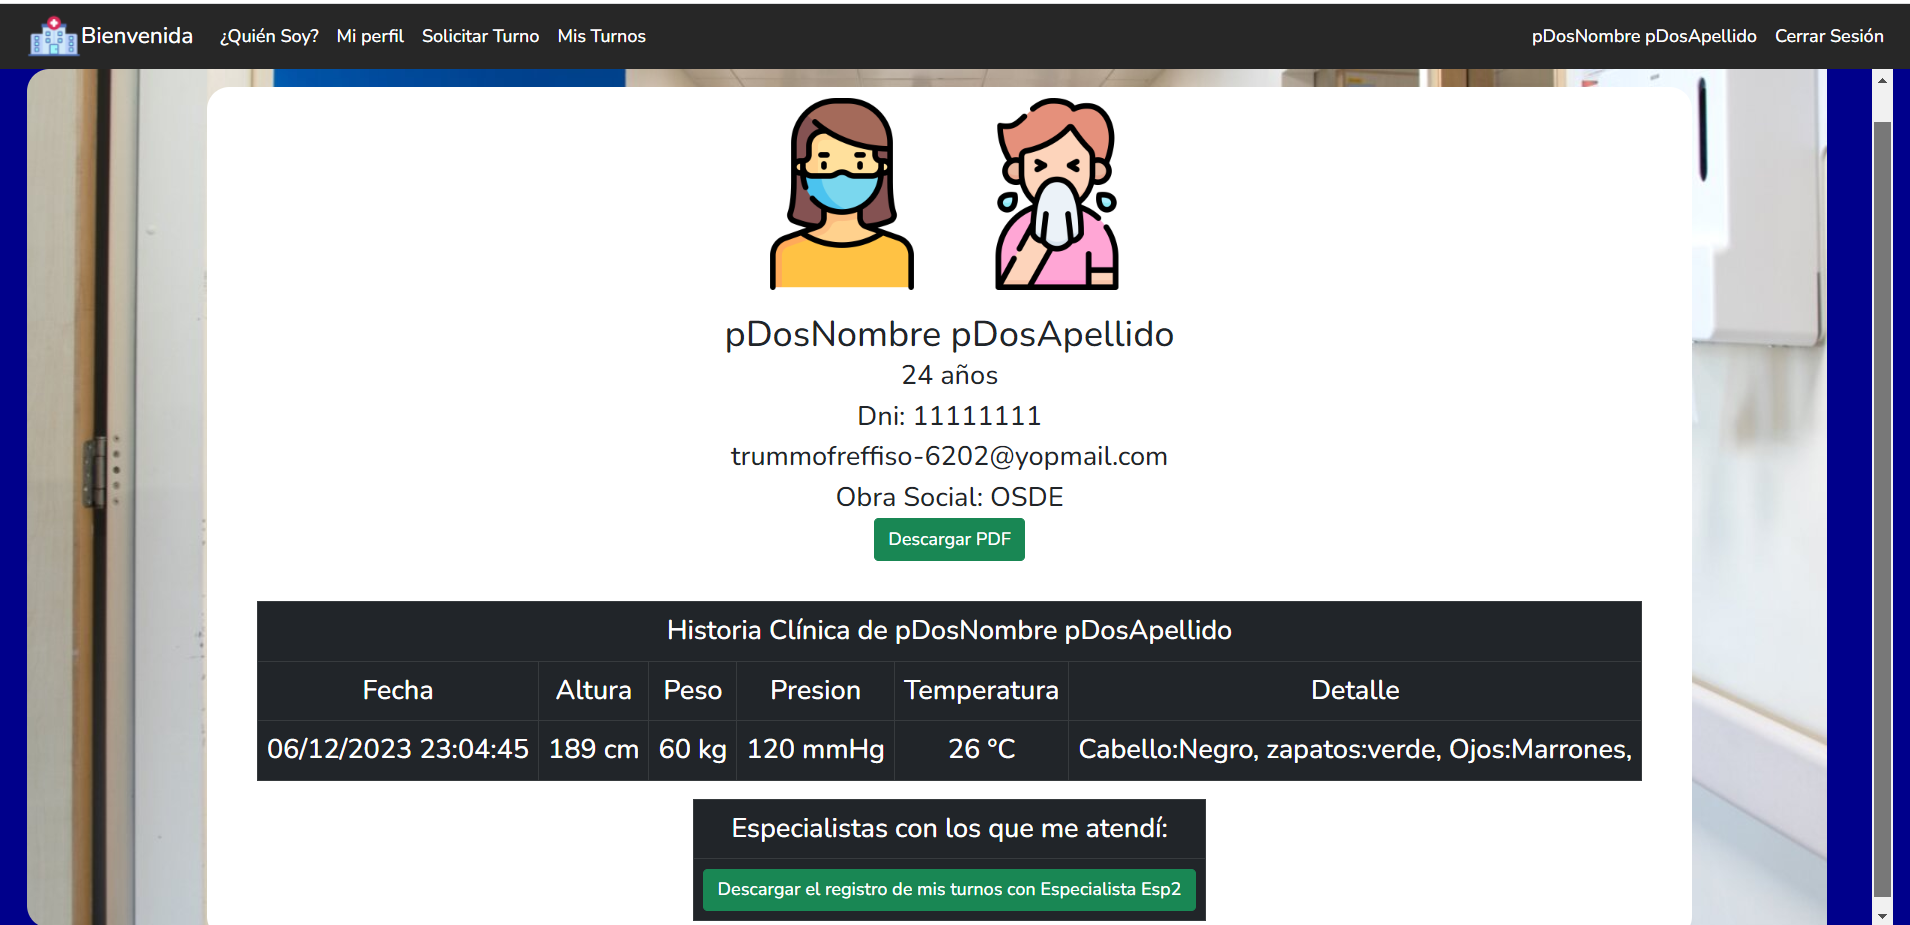 Bienvenida ¿Quién Soy? Mi perfil Solicitar Turno Mis Turnos pDosNombre pDosApellido Cerrar Sesión
pDosNombre pDosApellido
24 años
Dni: 11111111
trummofreffiso-6202@yopmail.com
Obra Social: OSDE
Descargar PDF
Historia Clínica de pDosNombre pDosApellido
Fecha Altura Peso Presion Temperatura Detalle
06/12/2023 23:04:45 189 cm 60 kg 120 mmHg 26 °C Cabello:Negro, zapatos:verde, Ojos:Marrones,
Especialistas con los que me atendí:
Descargar el registro de mis turnos con Especialista Esp2